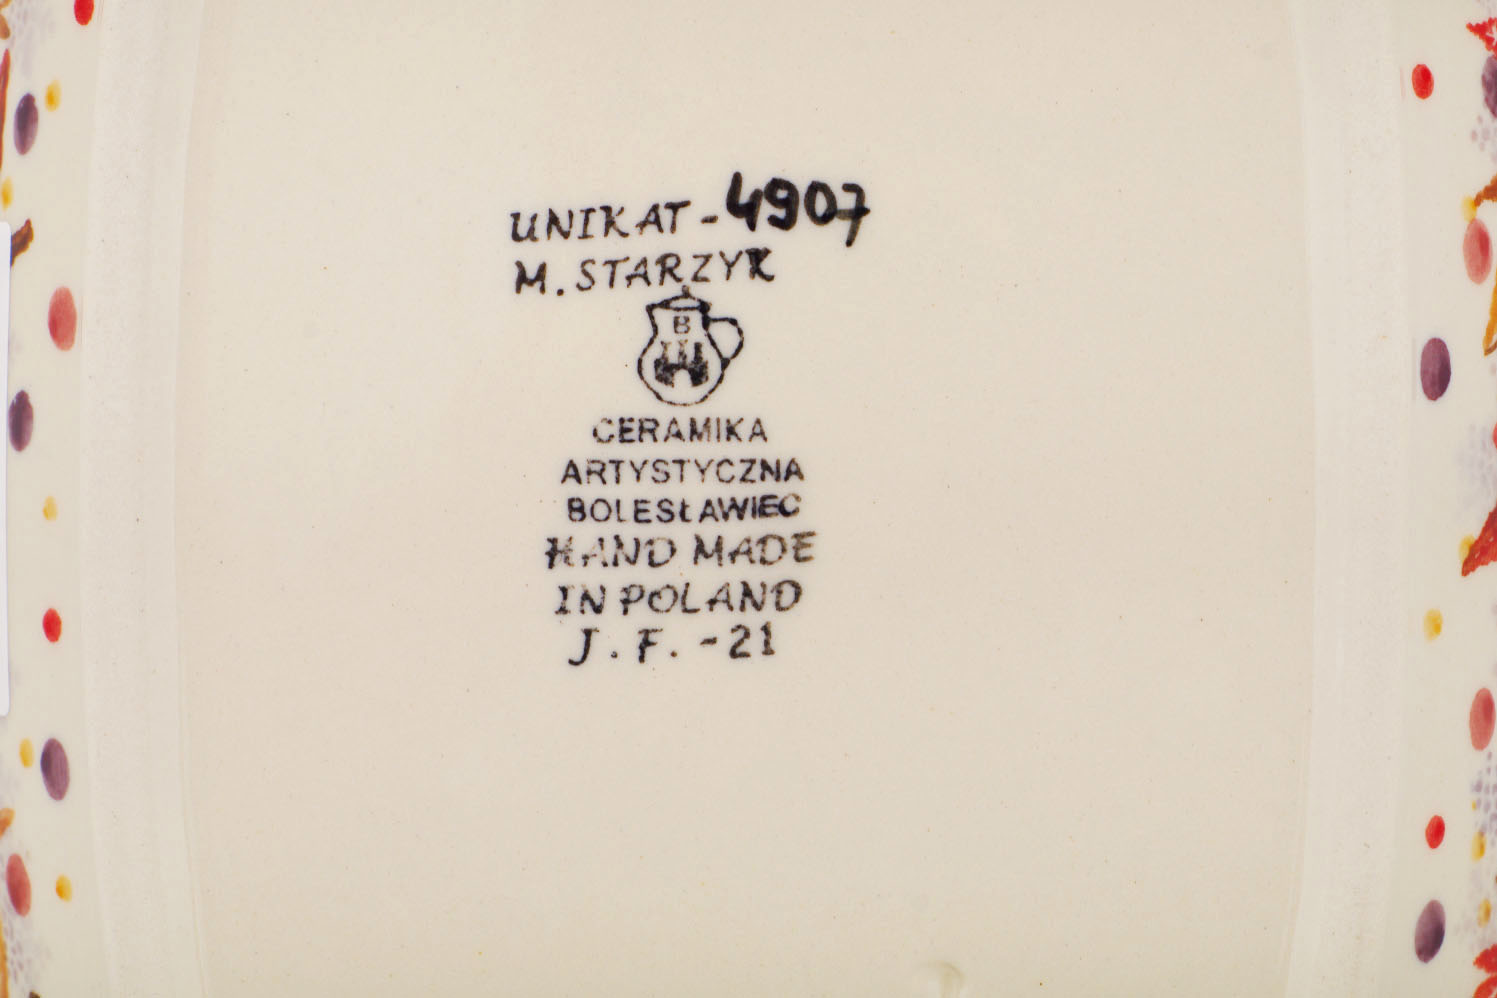 UNIKAT - 4907
M. STARZYK
B
CERAMIKA
ARTYSTYCZNA
BOLESŁAWIEC
HAND MADE
IN POLAND
J. F. - 21